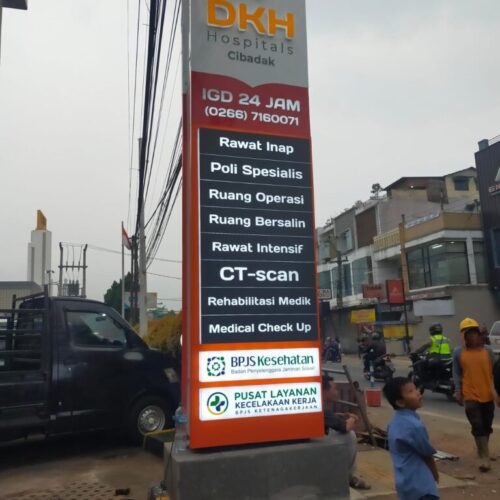 DKH
Hospitals
Cibadak
IGD 24 JAM
(0266) 7160071
Rawat Inap
Poli Spesialis
Ruang Operasi
Ruang Bersalin
Rawat Intensif
CT-scan
Rehabilitasi Medik
Medical Check Up
BPJS Kesehatan
Badan Penyelenggara Jaminan Sosial
PUSAT LAYANAN
KECELAKAAN KERJA
BPJS KETENAGAKERJAAN